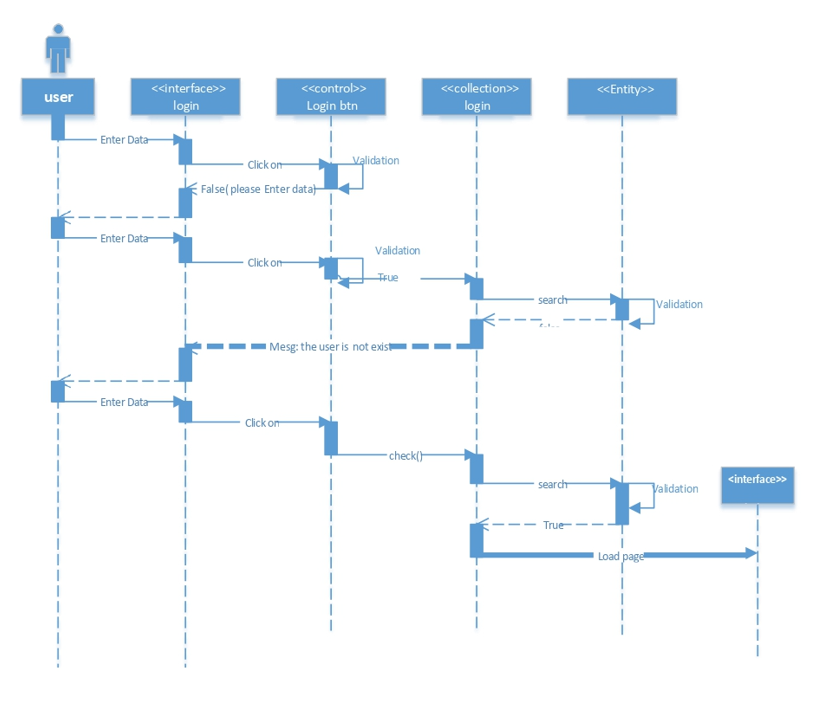 user
<<interface>>
login
<<control>>
Login btn
<<collection>>
login
<<Entity>>
Enter Data
Click on
Validation
False( please Enter data)
Enter Data
Click on
Validation
True
search
Validation
Mesg: the user is not exist
Enter Data
Click on
check()
<interface>>
search
Validation
True
Load page